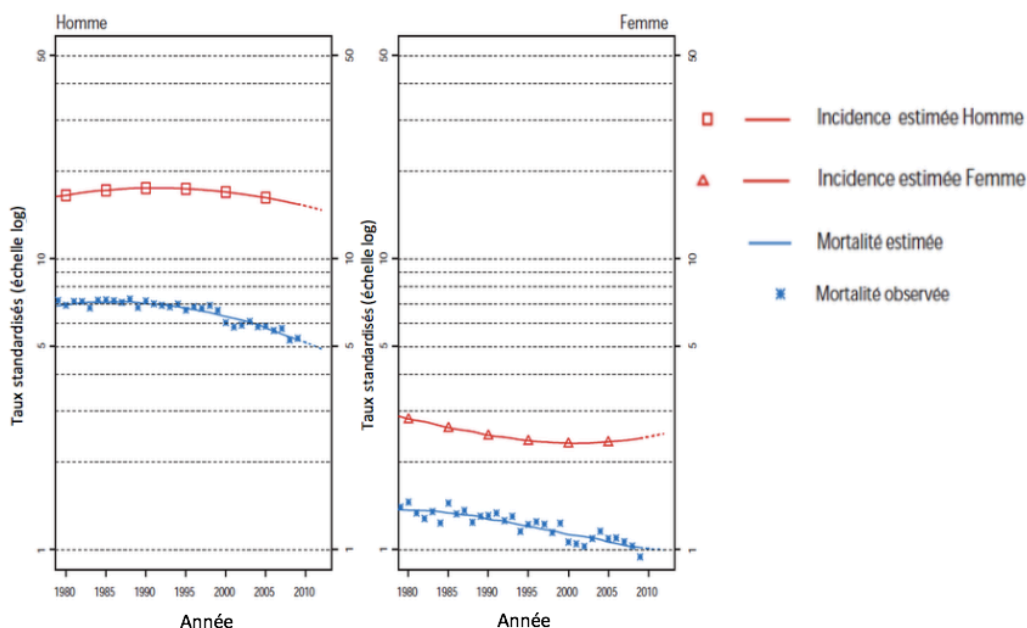 Homme
Femme
50
10
5
1
50
10
5
1
50
10
5
1
50
10
5
1
Taux standardisés (échelle log)
Taux standardisés (échelle log)
1980 1985 1990 1995 2000 2005 2010
1980 1985 1990 1995 2000 2005 2010
Année
Année
Incidence estimée Homme
Incidence estimée Femme
Mortalité estimée
Mortalité observée